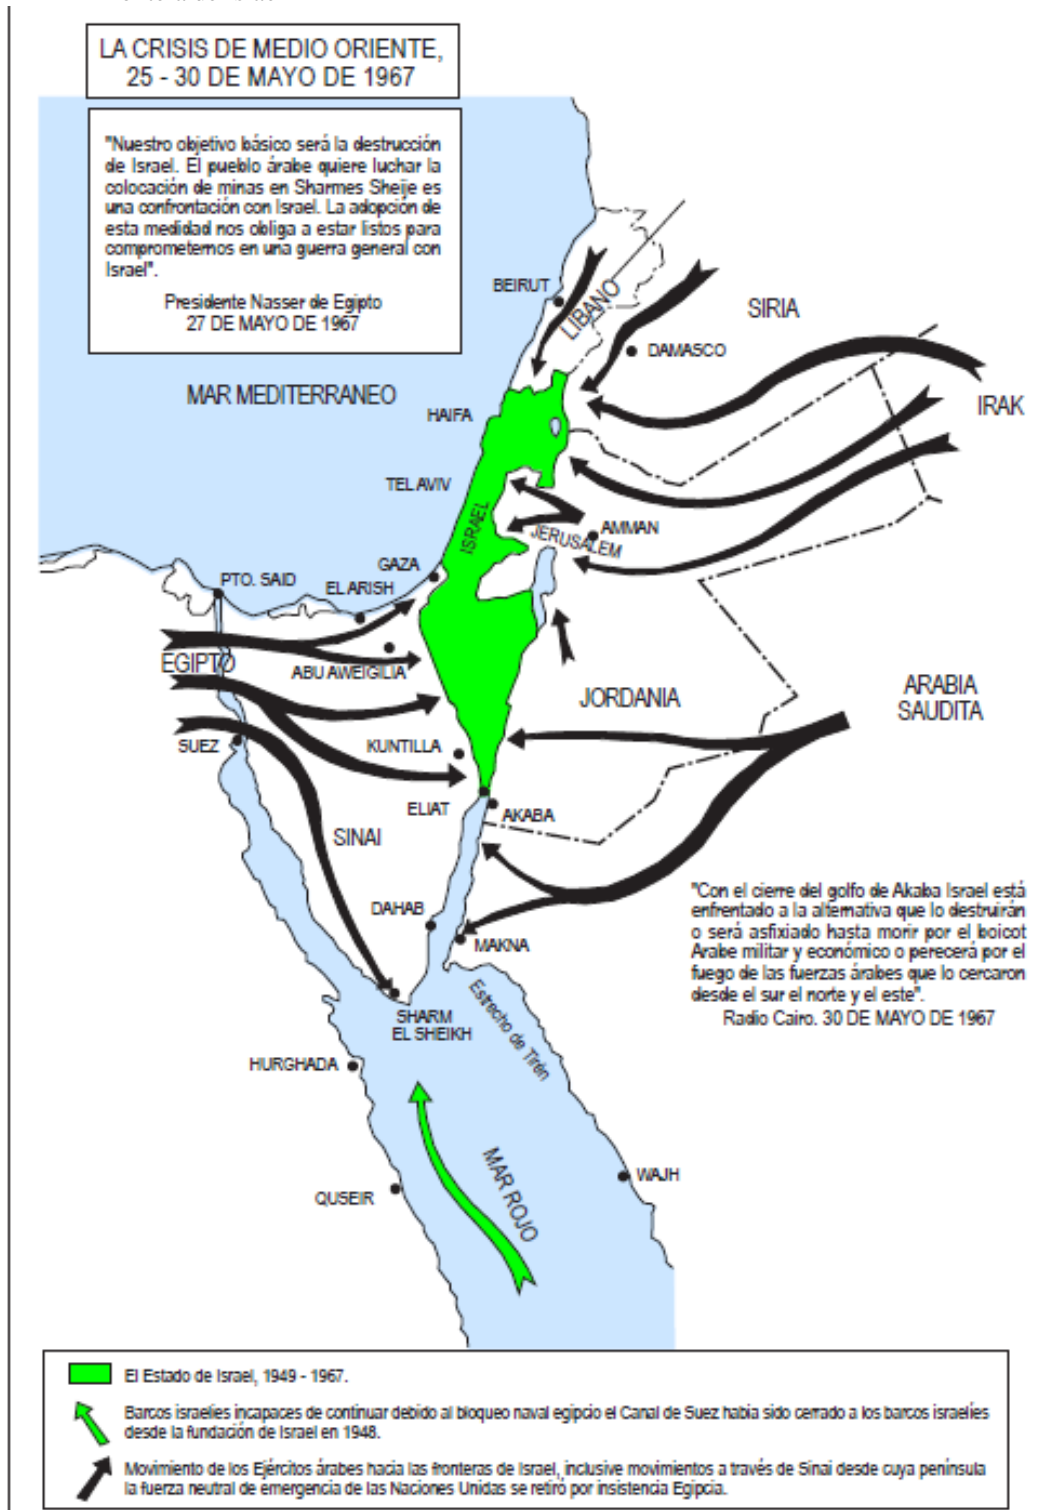 LA CRISIS DE MEDIO ORIENTE,
25 - 30 DE MAYO DE 1967
"Nuestro objetivo básico será la destrucción
de Israel. El pueblo árabe quiere luchar la
colocación de minas en Sharmes Sheije es
una confrontación con Israel. La adopción de
esta medidad nos obliga a estar listos para
comprometernos en una guerra general con
Israel".
Presidente Nasser de Egipto
27 DE MAYO DE 1967
BEIRUT
LIBANO
SIRIA
DAMASCO
MAR MEDITERRANEO
HAIFA
IRAK
TEL AVIV
ISRAEL
AMMAN
JERUSALEM
GAZA
PTO. SAID
EL ARISH
EGIPTO
ABU AWEIGILIA
JORDANIA
ARABIA
SAUDITA
SUEZ
KUNTILLA
ELIAT
AKABA
SINAI
DAHAB
MAKNA
"Con el cierre del golfo de Akaba Israel está
enfrentado a la alternativa que lo destruirán
o será asfixiado hasta morir por el boicot
Arabe militar y económico o perecerá por el
fuego de las fuerzas árabes que lo cercaron
desde el sur el norte y el este".
Radio Cairo. 30 DE MAYO DE 1967
SHARM
EL SHEIKH
Estrecho de Tirén
HURGHADA
MAR ROJO
WAJH
QUSEIR
El Estado de Israel, 1949 - 1967.
Barcos israelies incapaces de continuar debido al bloqueo naval egipcio el Canal de Suez había sido cerrado a los barcos israelíes
desde la fundación de Israel en 1948.
Movimiento de los Ejércitos árabes hacia las fronteras de Israel, inclusive movimientos a través de Sinai desde cuya península
la fuerza neutral de emergencia de las Naciones Unidas se retiró por insistencia Egipcia.